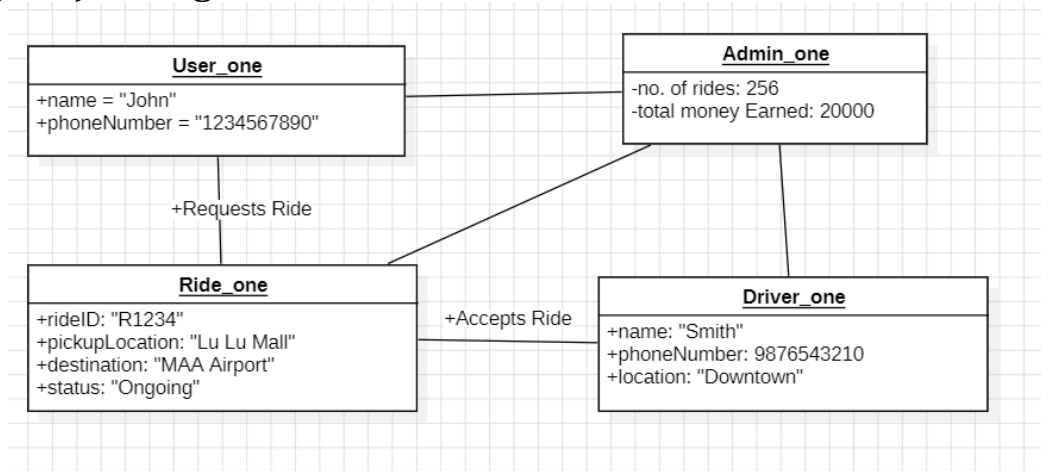 User_one
+name = "John"
+phoneNumber = "1234567890"
Admin_one
-no. of rides: 256
-total money Earned: 20000
+Requests Ride
Ride_one
+rideID: "R1234"
+pickupLocation: "Lu Lu Mall"
+destination: "MAA Airport"
+status: "Ongoing"
+Accepts Ride
Driver_one
+name: "Smith"
+phoneNumber: 9876543210
+location: "Downtown"